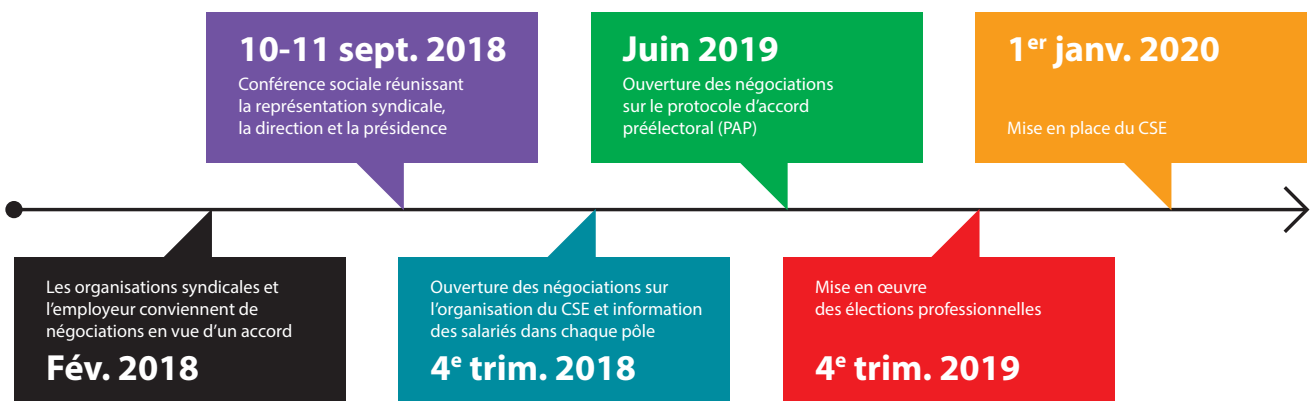 10-11 sept. 2018
Conférence sociale réunissant
la représentation syndicale,
la direction et la présidence
Juin 2019
Ouverture des négociations
sur le protocole d'accord
préélectoral (PAP)
1er janv. 2020
Mise en place du CSE
Les organisations syndicales et
l'employeur conviennent de
négociations en vue d'un accord
Fév. 2018
Ouverture des négociations sur
l'organisation du CSE et information
des salariés dans chaque pôle
4e trim. 2018
Mise en œuvre
des élections professionnelles
4e trim. 2019